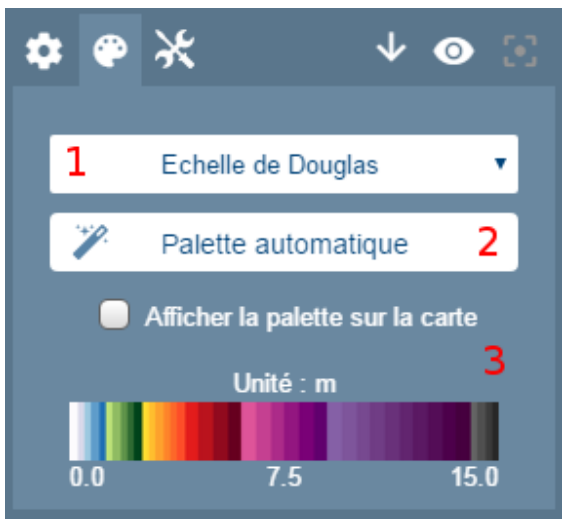 1 Echelle de Douglas
Palette automatique 2
Afficher la palette sur la carte
3
Unité : m
0.0 7.5 15.0